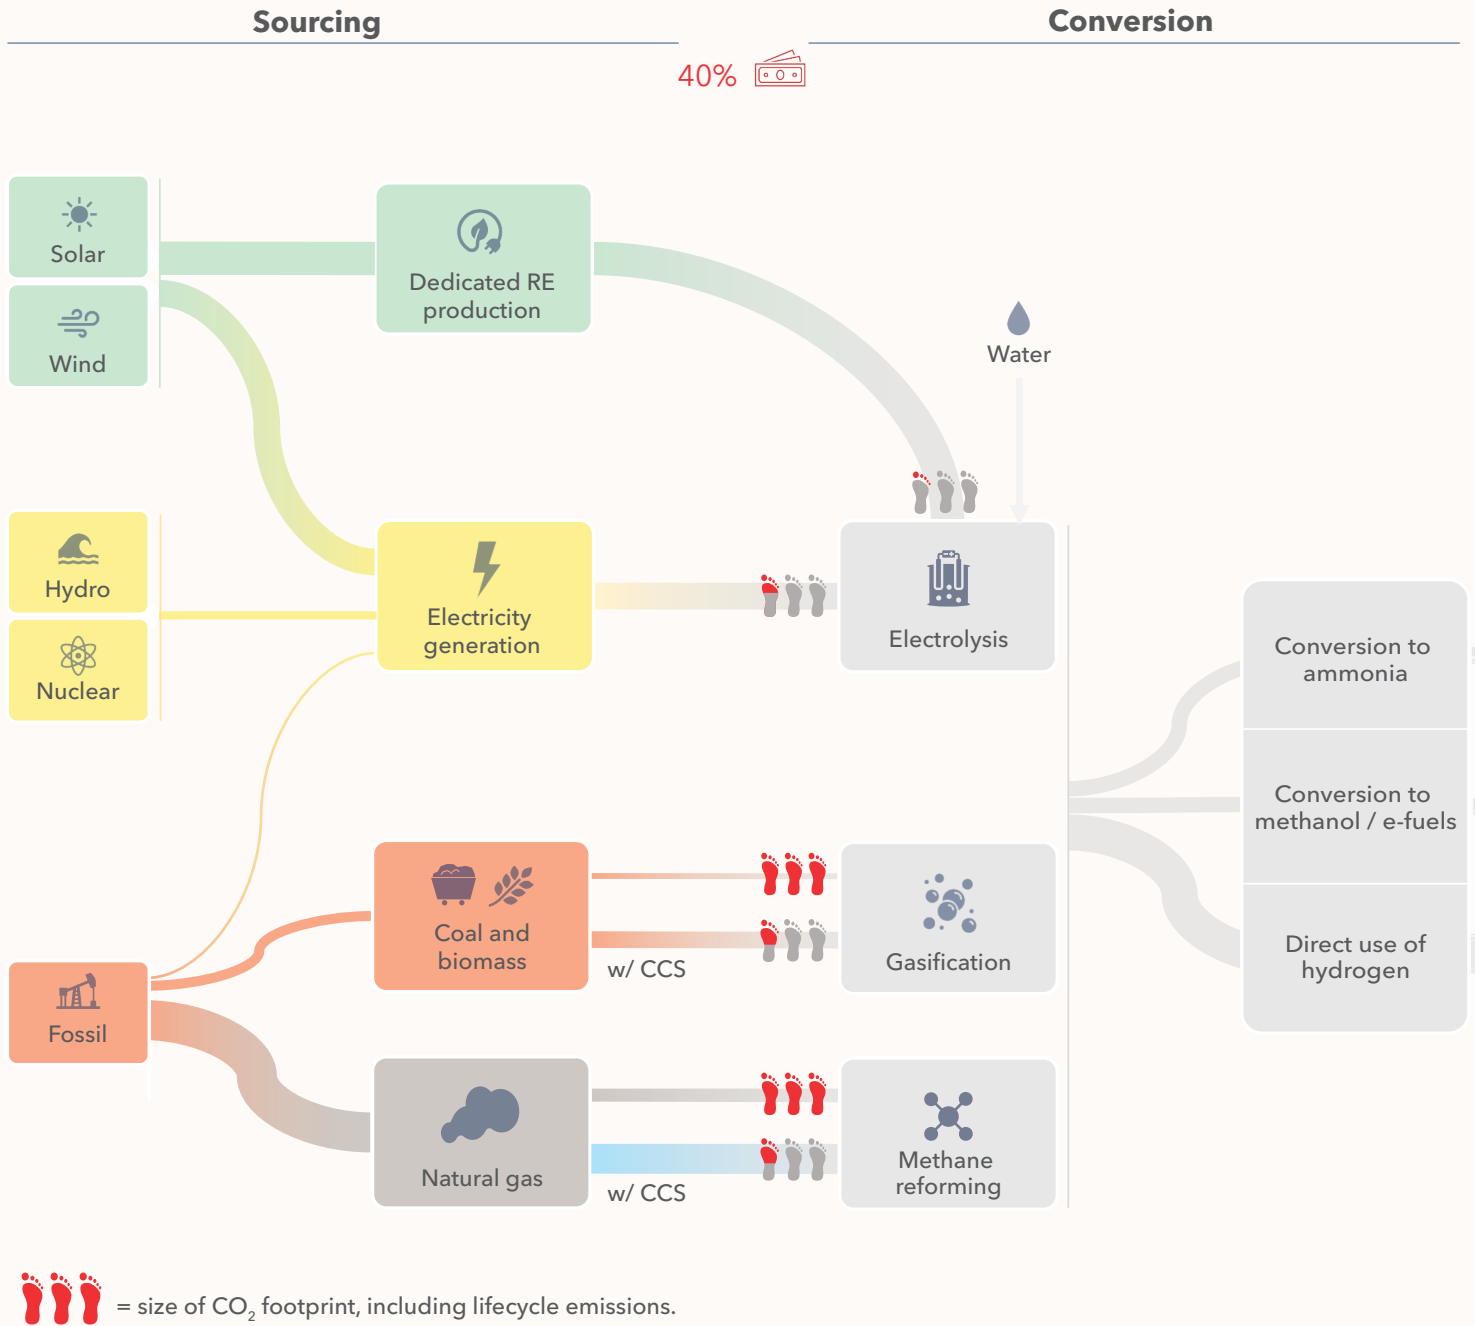 Sourcing
Conversion
40%
Solar
Wind
Dedicated RE
production
Water
Hydro
Nuclear
Electricity
generation
Electrolysis
Conversion to
ammonia
Conversion to
methanol / e-fuels
Direct use of
hydrogen
Coal and
biomass
w/ CCS
Gasification
Fossil
Natural gas
w/ CCS
Methane
reforming
= size of CO₂ footprint, including lifecycle emissions.